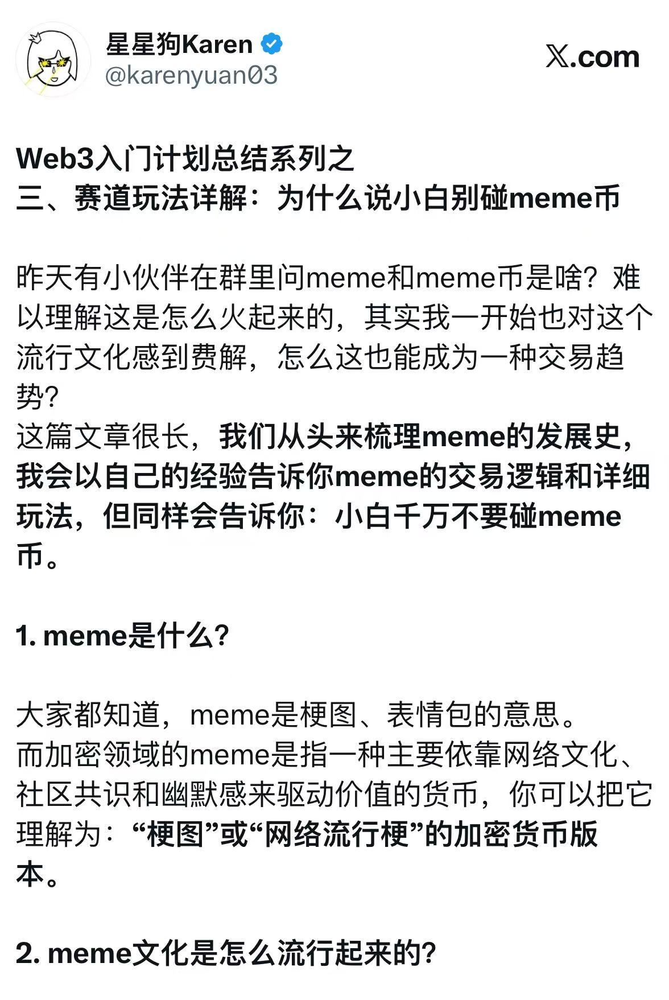 星星狗Karen
@karenyuan03
X.com
Web3入门计划总结系列之
三、赛道玩法详解：为什么说小白别碰meme币
昨天有小伙伴在群里问meme和meme币是啥？难
以理解这是怎么火起来的，其实我一开始也对这个
流行文化感到费解，怎么这也能成为一种交易趋
势？
这篇文章很长，我们从头来梳理meme的发展史，
我会以自己的经验告诉你meme的交易逻辑和详细
玩法，但同样会告诉你：小白千万不要碰meme
币。
1. meme是什么？
大家都知道，meme是梗图、表情包的意思。
而加密领域的meme是指一种主要依靠网络文化、
社区共识和幽默感来驱动价值的货币，你可以把它
理解为：“梗图”或“网络流行梗”的加密货币版
本。
2. meme文化是怎么流行起来的？